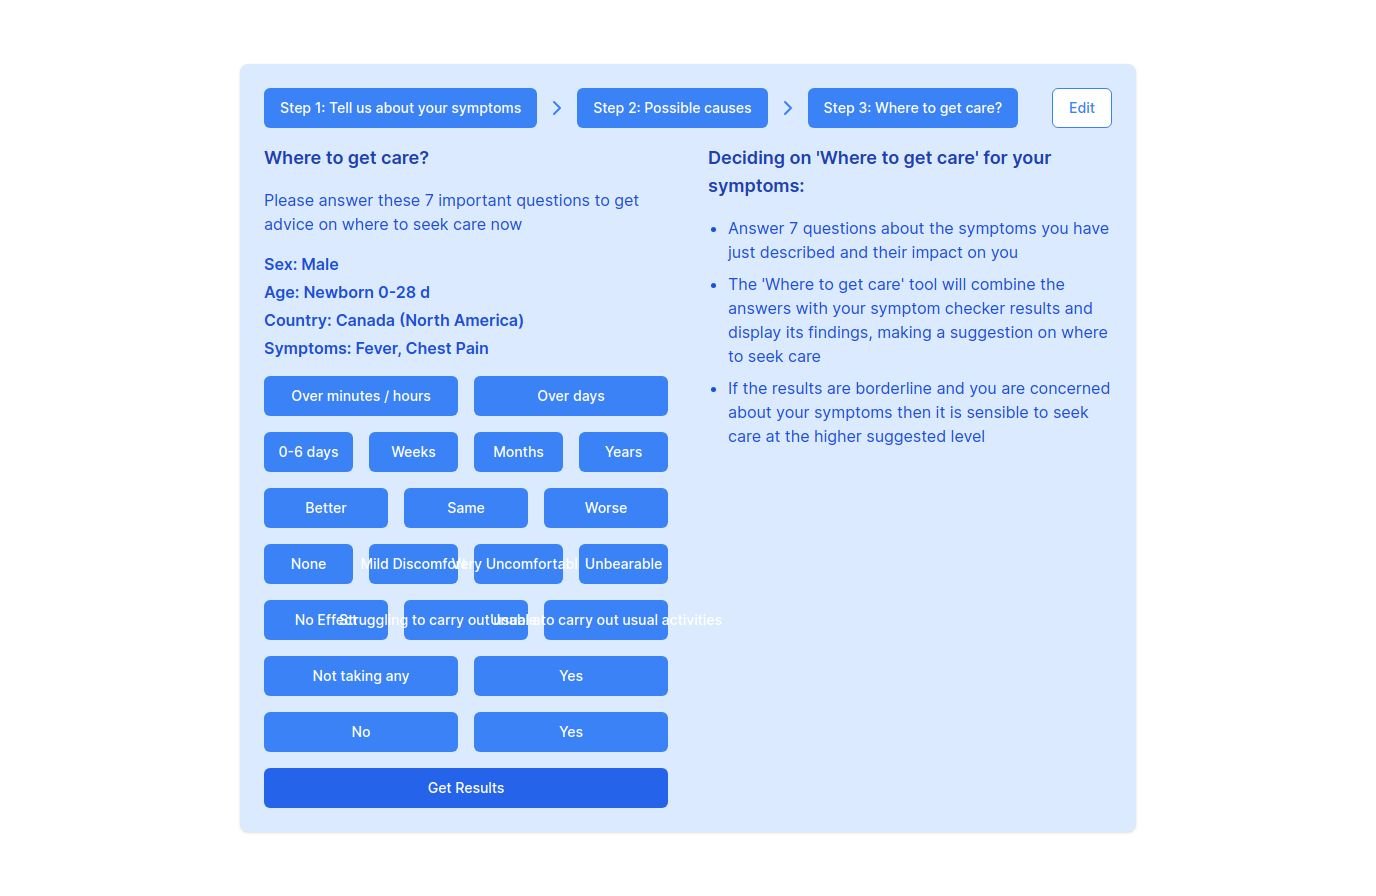 Step 1: Tell us about your symptoms
Step 2: Possible causes
Step 3: Where to get care?
Edit
Where to get care?
Please answer these 7 important questions to get
advice on where to seek care now
Sex: Male
Age: Newborn 0-28 d
Country: Canada (North America)
Symptoms: Fever, Chest Pain
Over minutes / hours
Over days
0-6 days
Weeks
Months
Years
Better
Same
Worse
None
Mild Discomfort
Very Uncomfortable
Unbearable
No Effect
Struggling to carry out usual
Unable to carry out usual activities
Not taking any
Yes
No
Yes
Get Results
Deciding on 'Where to get care' for your
symptoms:
Answer 7 questions about the symptoms you have
just described and their impact on you
The 'Where to get care' tool will combine the
answers with your symptom checker results and
display its findings, making a suggestion on where
to seek care
If the results are borderline and you are concerned
about your symptoms then it is sensible to seek
care at the higher suggested level